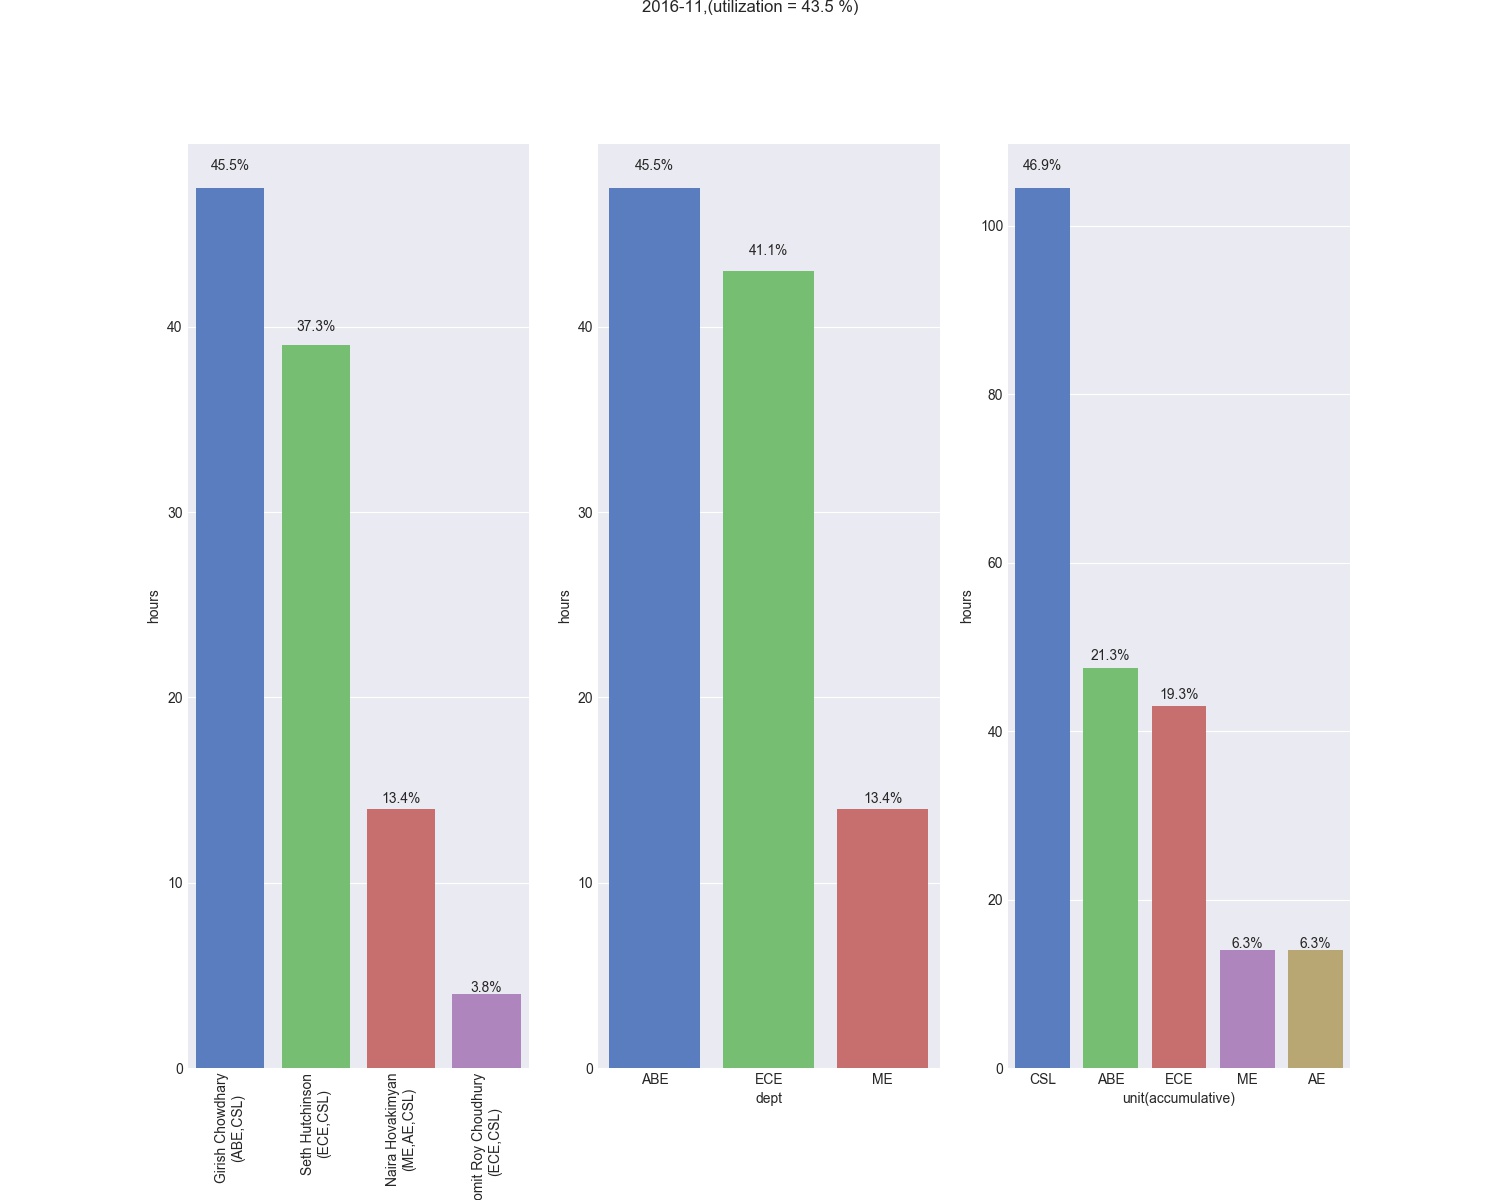 2016-11,(utilization = 43.5 %)
45.5%
37.3%
13.4%
3.8%
40
30
20
10
0
hours
Girish Chowdhary
(ABE,CSL)
Seth Hutchinson
(ECE,CSL)
Naira Hovakimyan
(ME,AE,CSL)
omit Roy Choudhury
(ECE,CSL)
45.5%
41.1%
13.4%
40
30
20
10
0
hours
ABE
ECE
ME
dept
46.9%
21.3%
19.3%
6.3%
6.3%
100
80
60
40
20
0
hours
CSL
ABE
ECE
ME
AE
unit(accumulative)